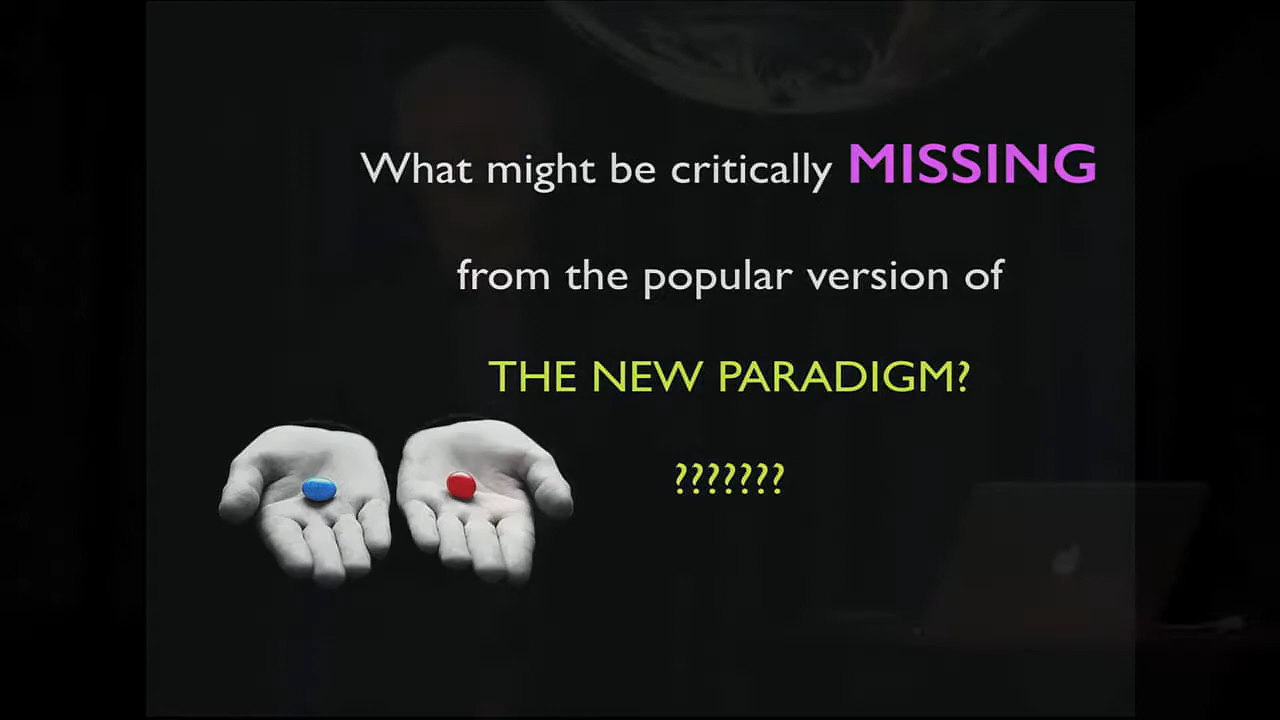 What might be critically MISSING
from the popular version of
THE NEW PARADIGM?
???????